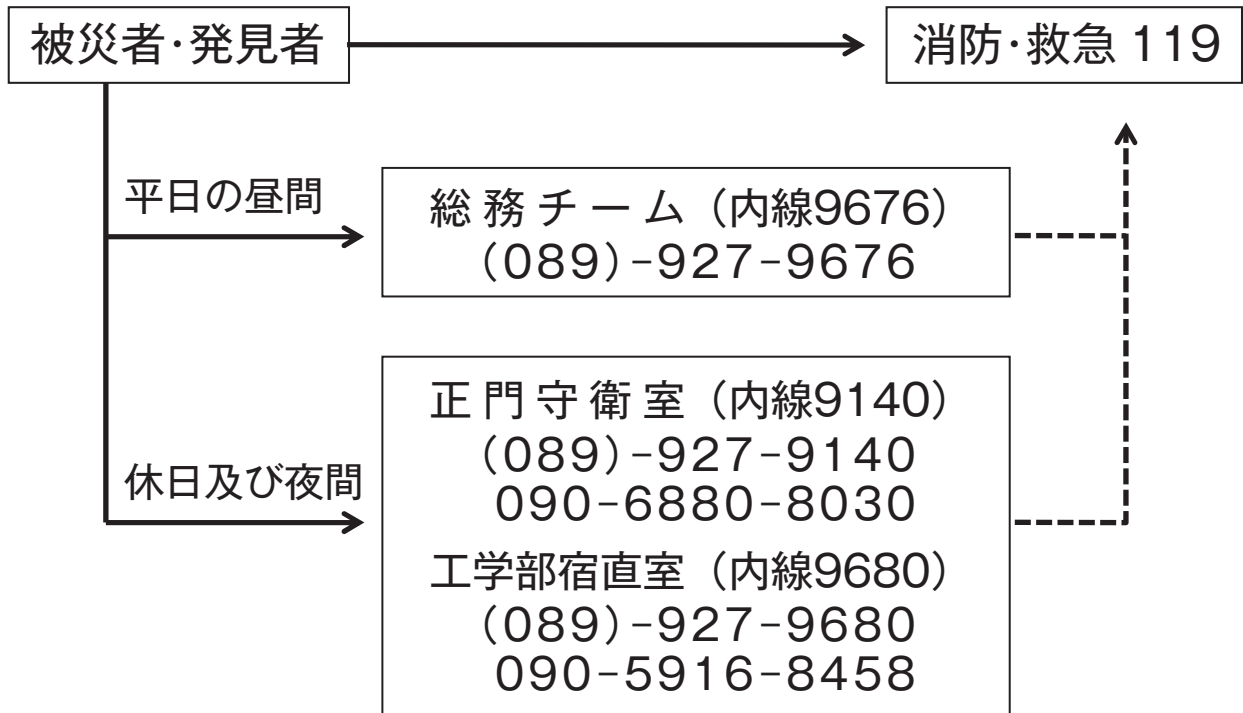 被災者・発見者
消防・救急 119
平日の昼間
総務チーム（内線9676）
（089）-927-9676
休日及び夜間
正門守衛室（内線9140）
（089）-927-9140
090-6880-8030
工学部宿直室（内線9680）
（089）-927-9680
090-5916-8458